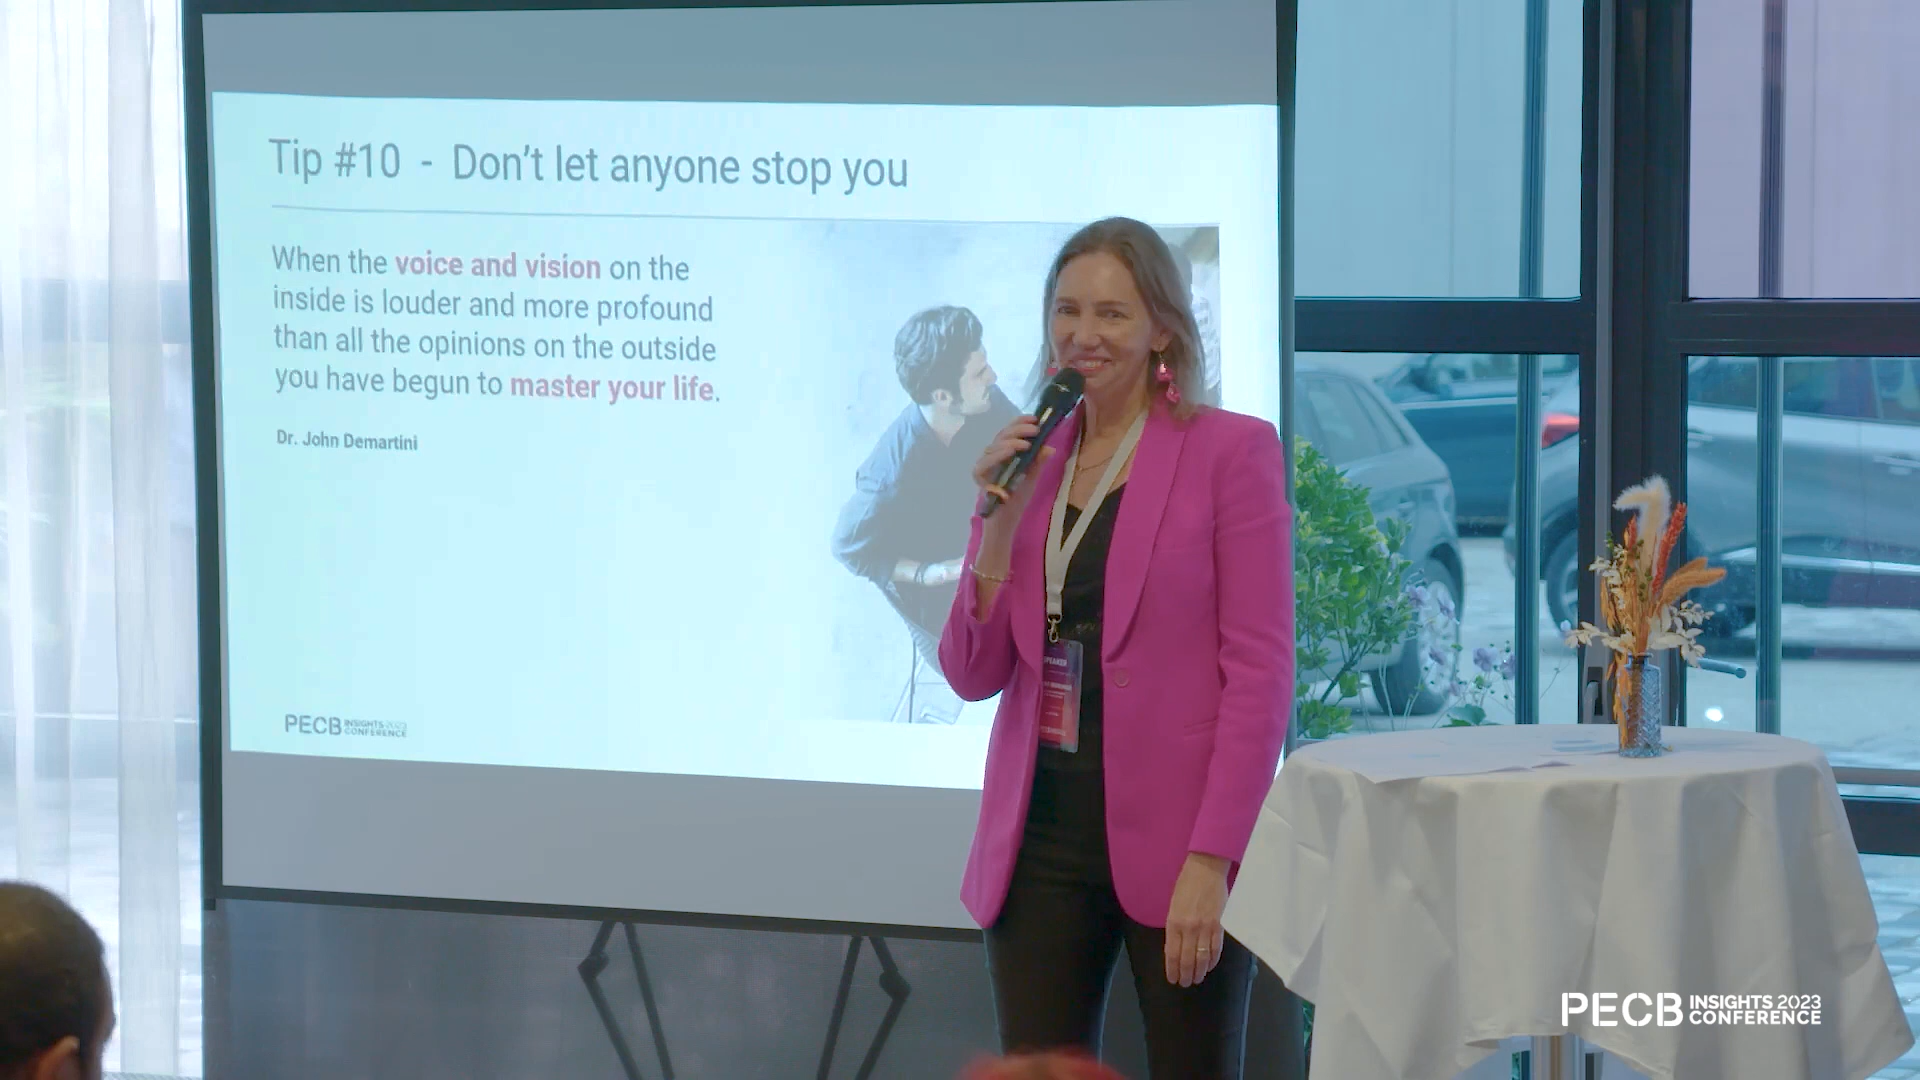 Tip #10 - Don't let anyone stop you
When the voice and vision on the
inside is louder and more profound
than all the opinions on the outside
you have begun to master your life.
Dr. John Demartini
PECB INSIGHTS 2023
CONFERENCE
SPEAKER
PECB INSIGHTS 2023
CONFERENCE